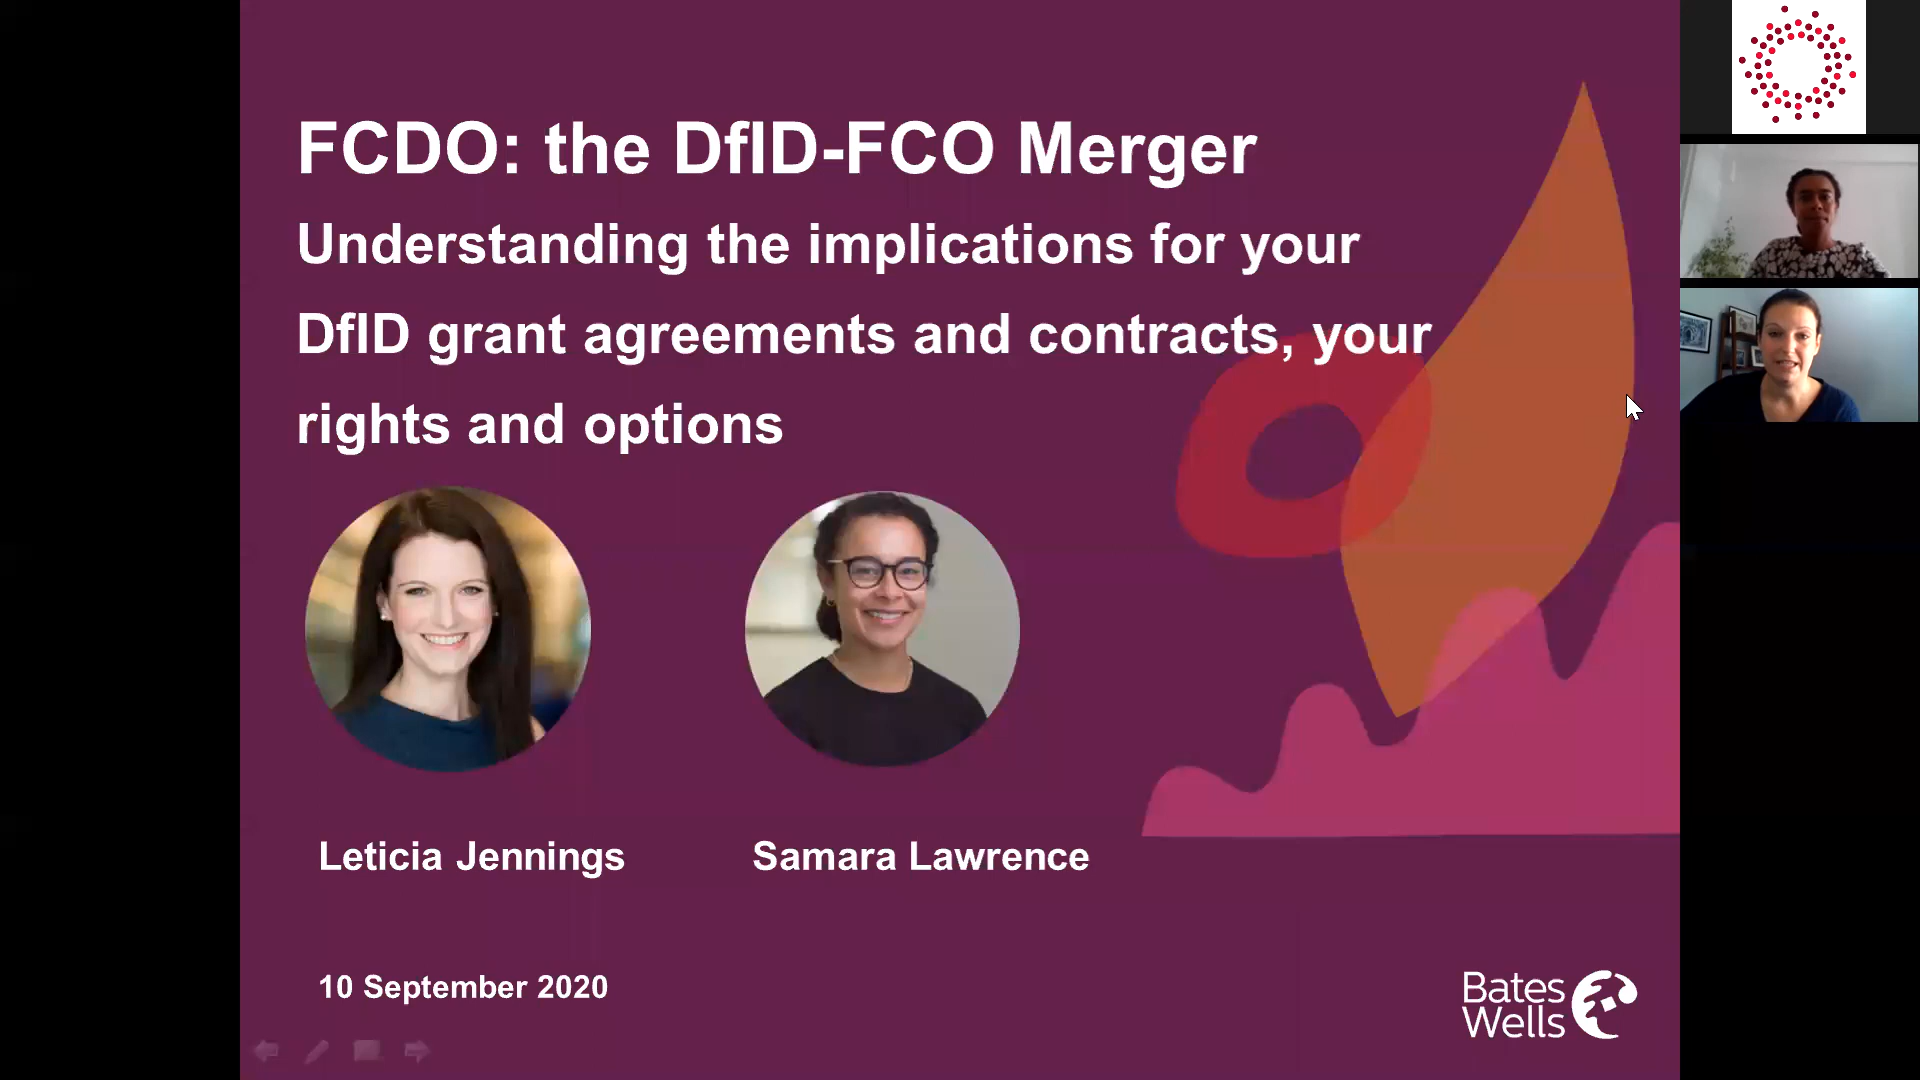 FCDO: the DfID-FCO Merger
Understanding the implications for your
DfID grant agreements and contracts, your
rights and options
Leticia Jennings
Samara Lawrence
10 September 2020
Bates
Wells